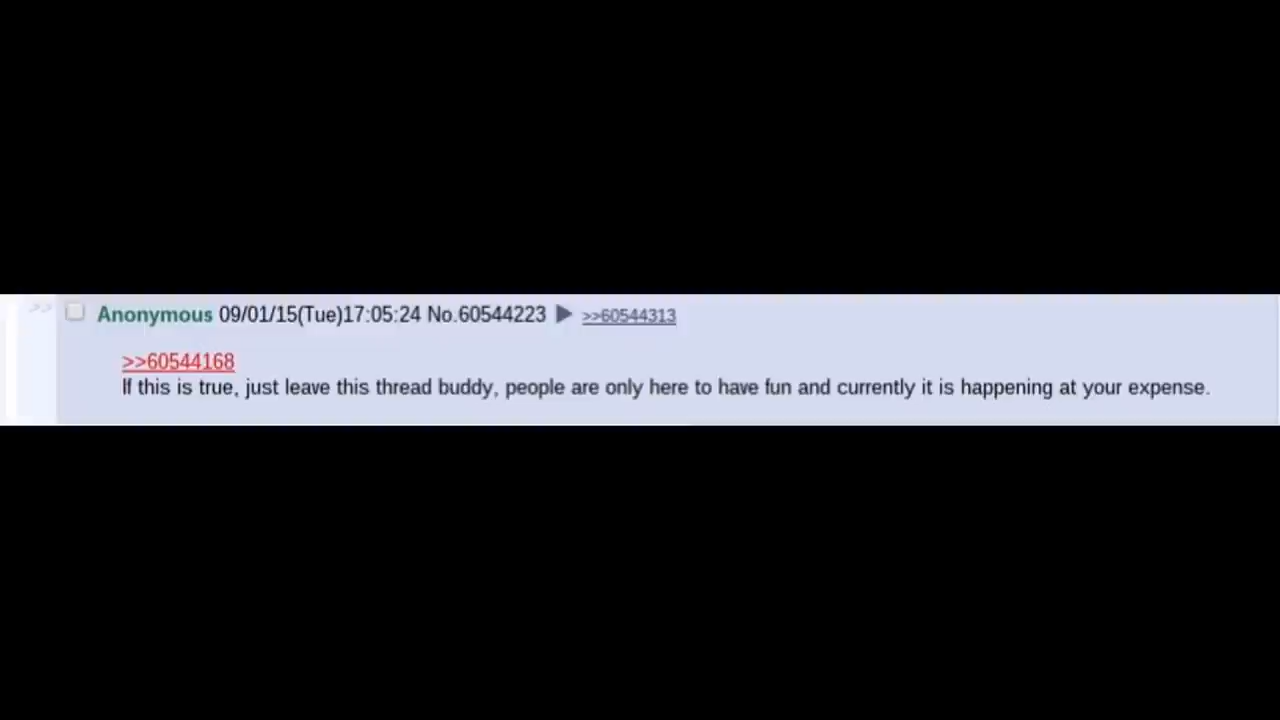 >> Anonymous 09/01/15(Tue)17:05:24 No.60544223 ▶ >>60544313
>>60544168
If this is true, just leave this thread buddy, people are only here to have fun and currently it is happening at your expense.